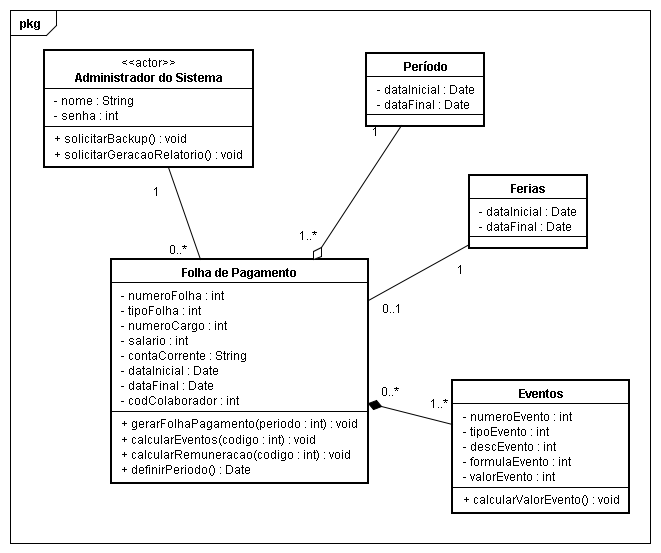 pkg
<<actor>>
Administrador do Sistema
- nome : String
- senha : int
+ solicitarBackup() : void
+ solicitarGeracaoRelatorio() : void
Período
- dataInicial : Date
- dataFinal : Date
1
Ferias
- dataInicial : Date
- dataFinal : Date
1
1..*
0..*
1
0..1
Folha de Pagamento
- numeroFolha : int
- tipoFolha : int
- numeroCargo : int
- salario : int
- contaCorrente : String
- dataInicial : Date
- dataFinal : Date
- codColaborador : int
+ gerarFolhaPagamento(periodo : int) : void
+ calcularEventos(codigo : int) : void
+ calcularRemuneracao(codigo : int) : void
+ definirPeriodo() : Date
0..*
1..*
Eventos
- numeroEvento : int
- tipoEvento : int
- descEvento : int
- formulaEvento : int
- valorEvento : int
+ calcularValorEvento() : void